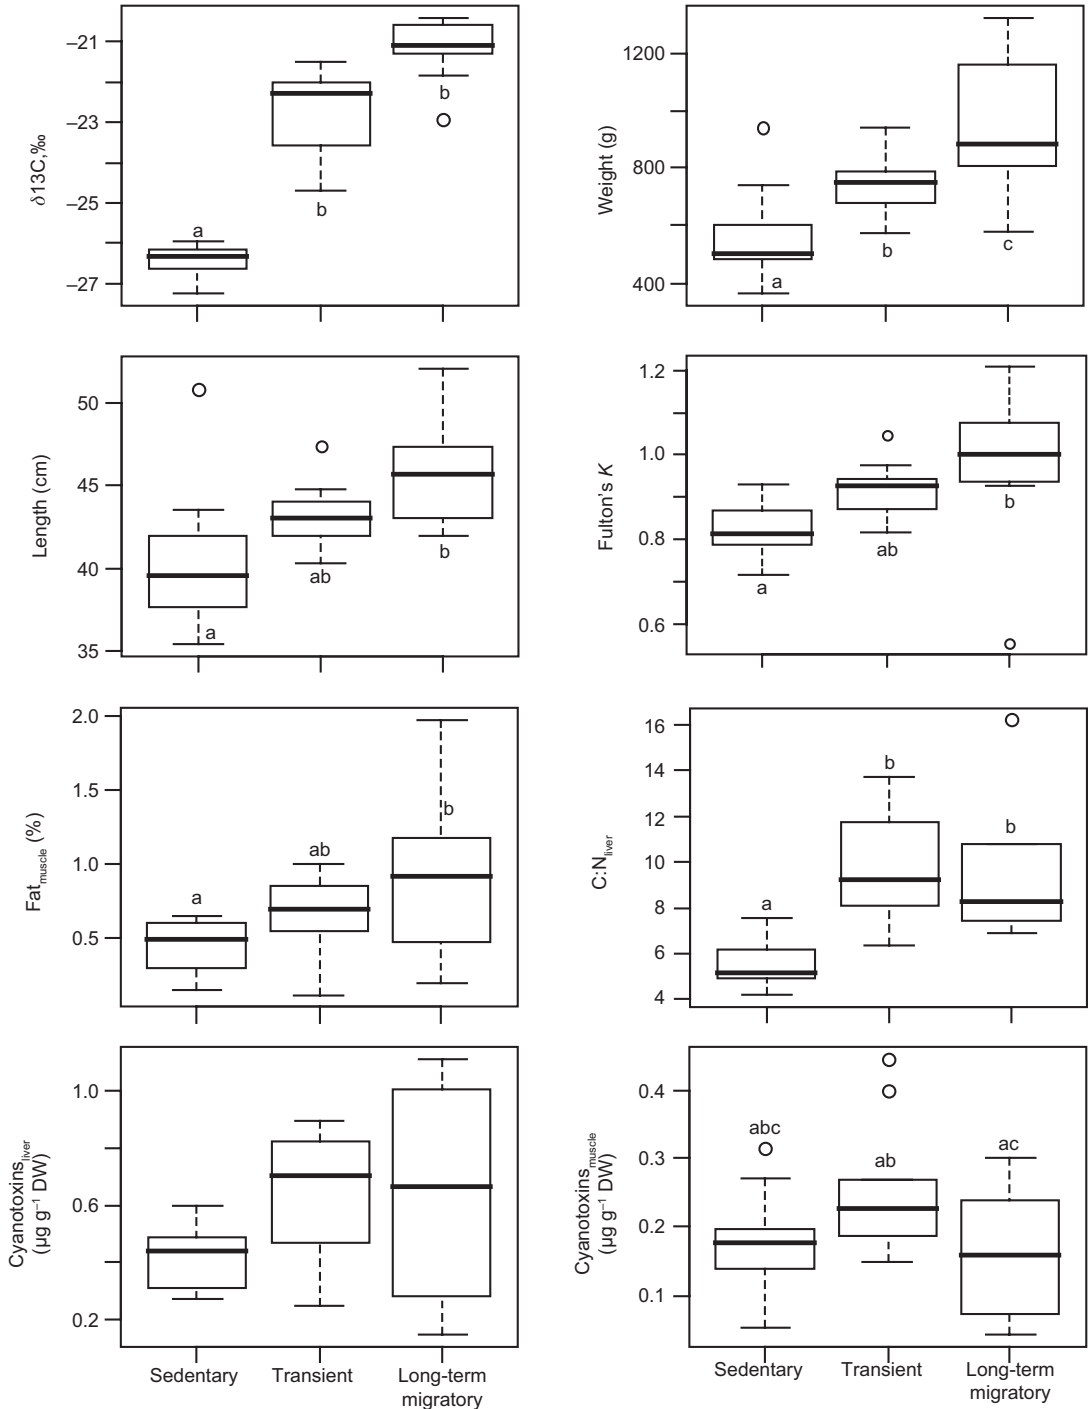 δ13C,‰
–21
–23
–25
–27
a
b
b
Weight (g)
1200
800
400
a
b
c
Length (cm)
50
45
40
35
a
ab
b
Fulton's K
1.2
1.0
0.8
0.6
a
ab
b
Fatmuscle (%)
2.0
1.5
1.0
0.5
a
ab
b
C:Nliver
16
14
12
10
8
6
4
a
b
b
Cyanotoxinsliver
(µg g–1 DW)
1.0
0.6
0.2
Sedentary
Transient
Long-term
migratory
Cyanotoxinsmuscle
(µg g–1 DW)
0.4
0.3
0.2
0.1
abc
ab
ac
Sedentary
Transient
Long-term
migratory